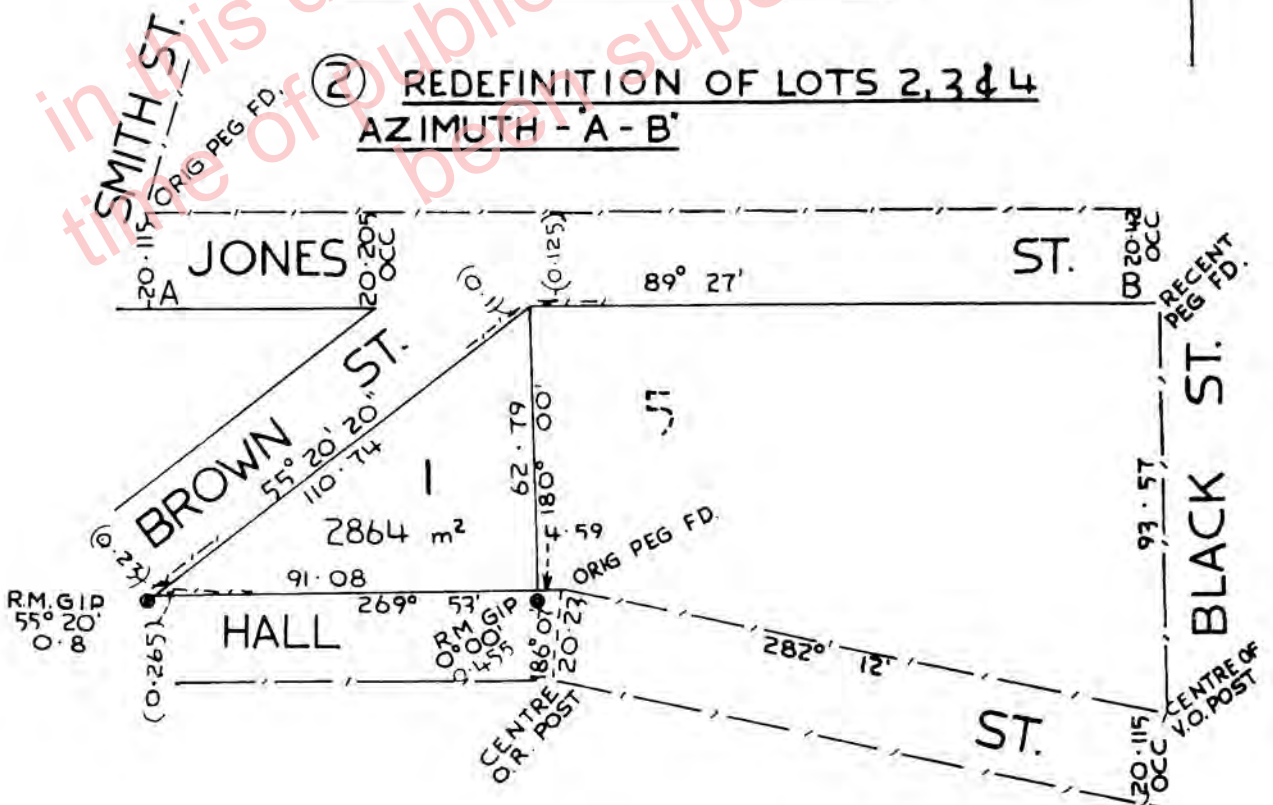 in this
time of public
been supe
② REDEFINITION OF LOTS 2, 3 & 4
AZIMUTH - 'A - B'
SMITH ST.
ORIG PEG FD.
20·115
A
JONES
20·205
OCC
(0·125)
ST.
20·42
OCC
B
RECENT
PEG FD.
(0·1)
89° 27'
BROWN ST.
55° 20' 20"
110·74
1
2864 m²
62·79
180° 00'
5
4·59
ORIG PEG FD.
93·57
BLACK ST.
(0·23)
R.M. GIP
55° 20'
0·8
91·08
269° 53'
HALL
R.M. GIP
0° 00'
0·455
186° 07'
20·23
(0·265)
282° 12'
ST.
CENTRE
O.R. POST
CENTRE OF
V.O. POST
20·115
OCC